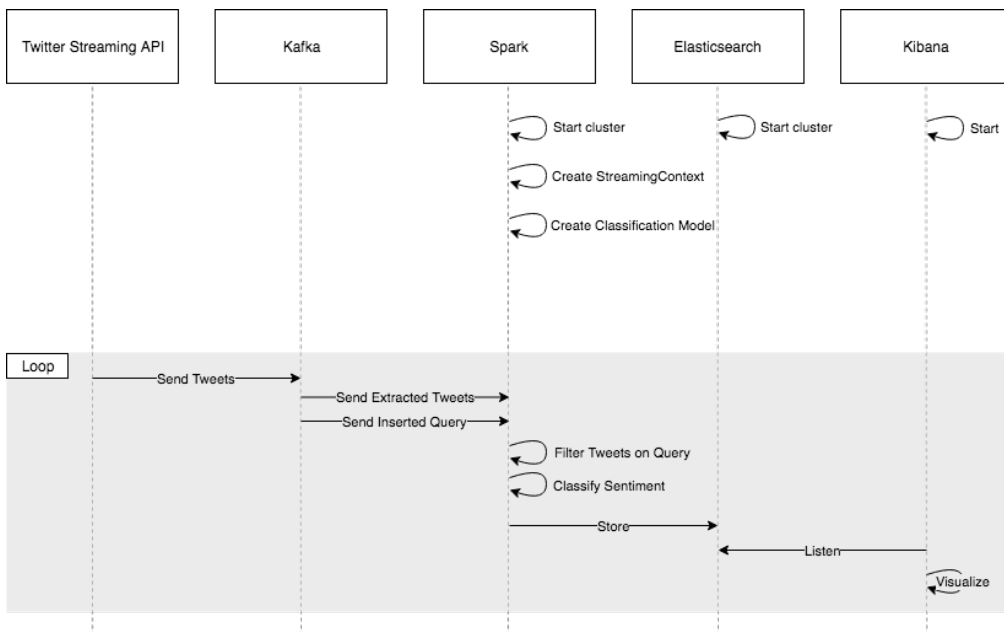 Twitter Streaming API
Kafka
Spark
Elasticsearch
Kibana
Start cluster
Start cluster
Start
Create StreamingContext
Create Classification Model
Loop
Send Tweets
Send Extracted Tweets
Send Inserted Query
Filter Tweets on Query
Classify Sentiment
Store
Listen
Visualize